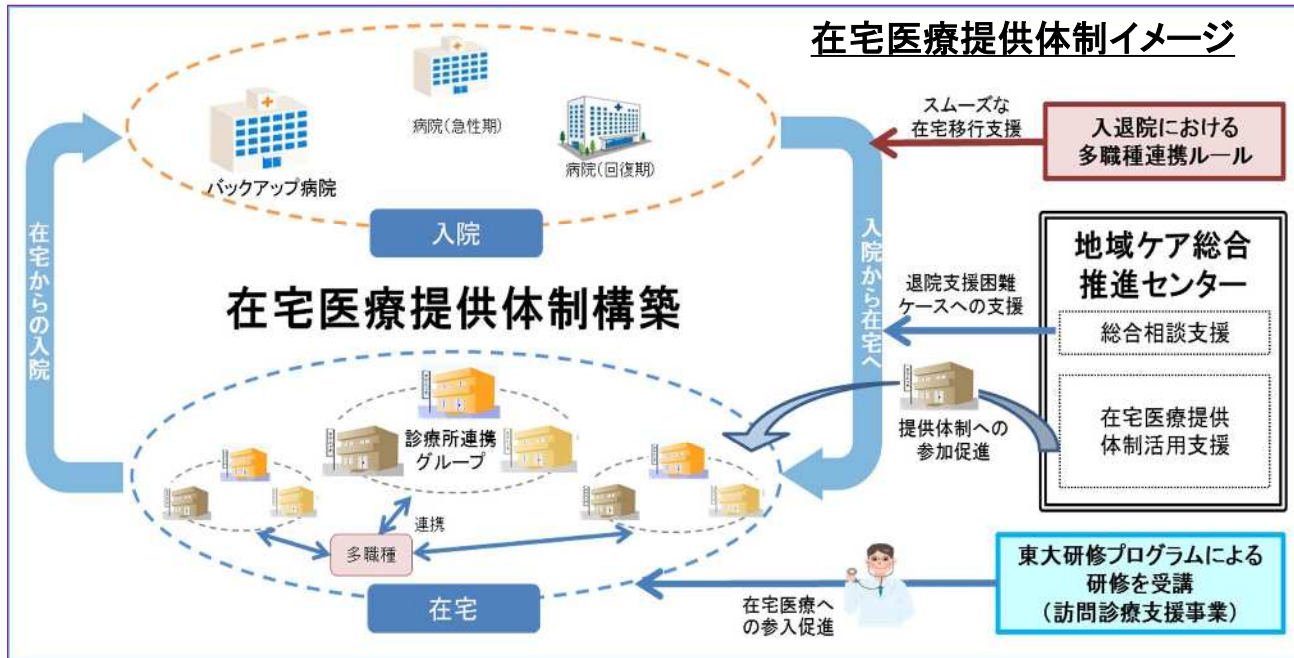 在宅医療提供体制イメージ
病院(急性期)
バックアップ病院
病院(回復期)
入院
スムーズな
在宅移行支援
入退院における
多職種連携ルール
在宅からの入院
入院から在宅へ
在宅医療提供体制構築
退院支援困難
ケースへの支援
地域ケア総合
推進センター
総合相談支援
在宅医療提供
体制活用支援
提供体制への
参加促進
診療所連携
グループ
連携
多職種
在宅
在宅医療へ
の参入促進
東大研修プログラムによる
研修を受講
(訪問診療支援事業)